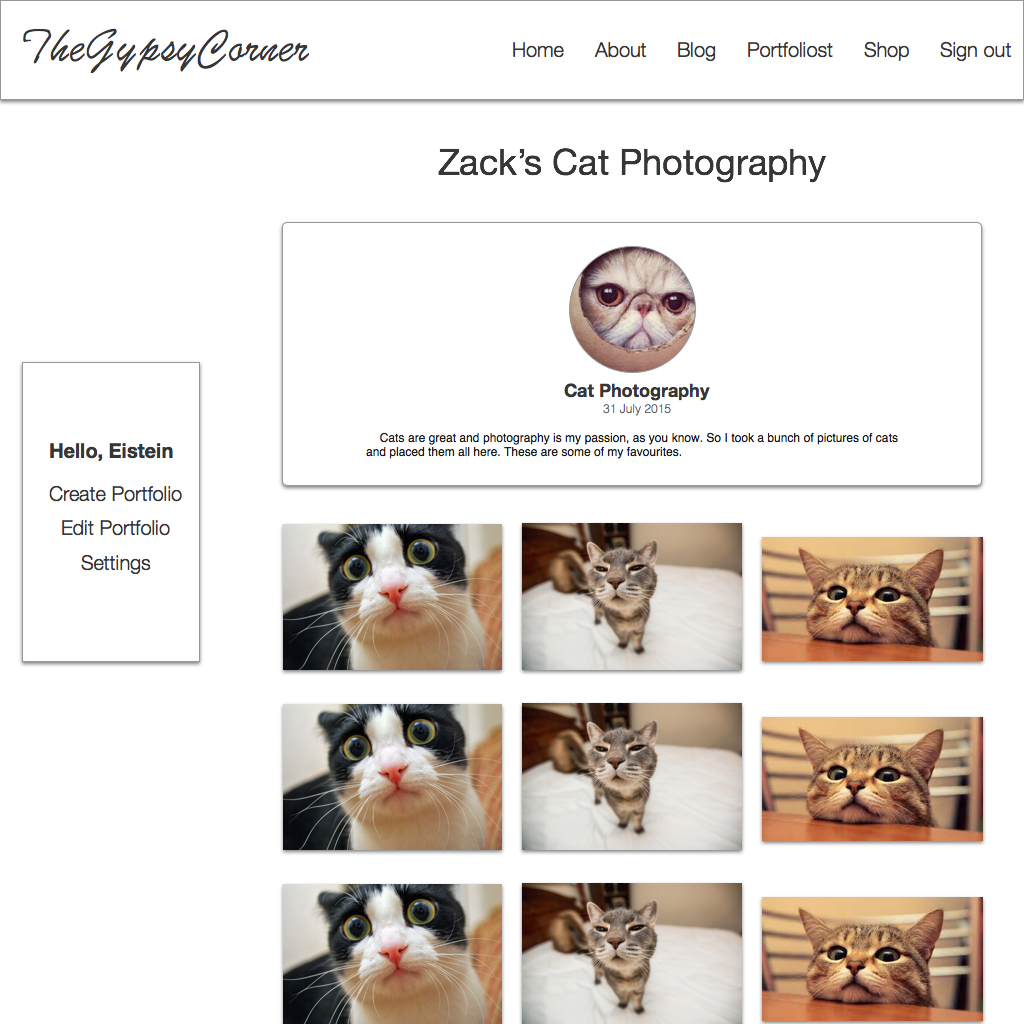 TheGypsyCorner
Home About Blog Portfoliost Shop Sign out
Zack’s Cat Photography
Cat Photography
31 July 2015
Cats are great and photography is my passion, as you know. So I took a bunch of pictures of cats
and placed them all here. These are some of my favourites.
Hello, Eistein
Create Portfolio
Edit Portfolio
Settings